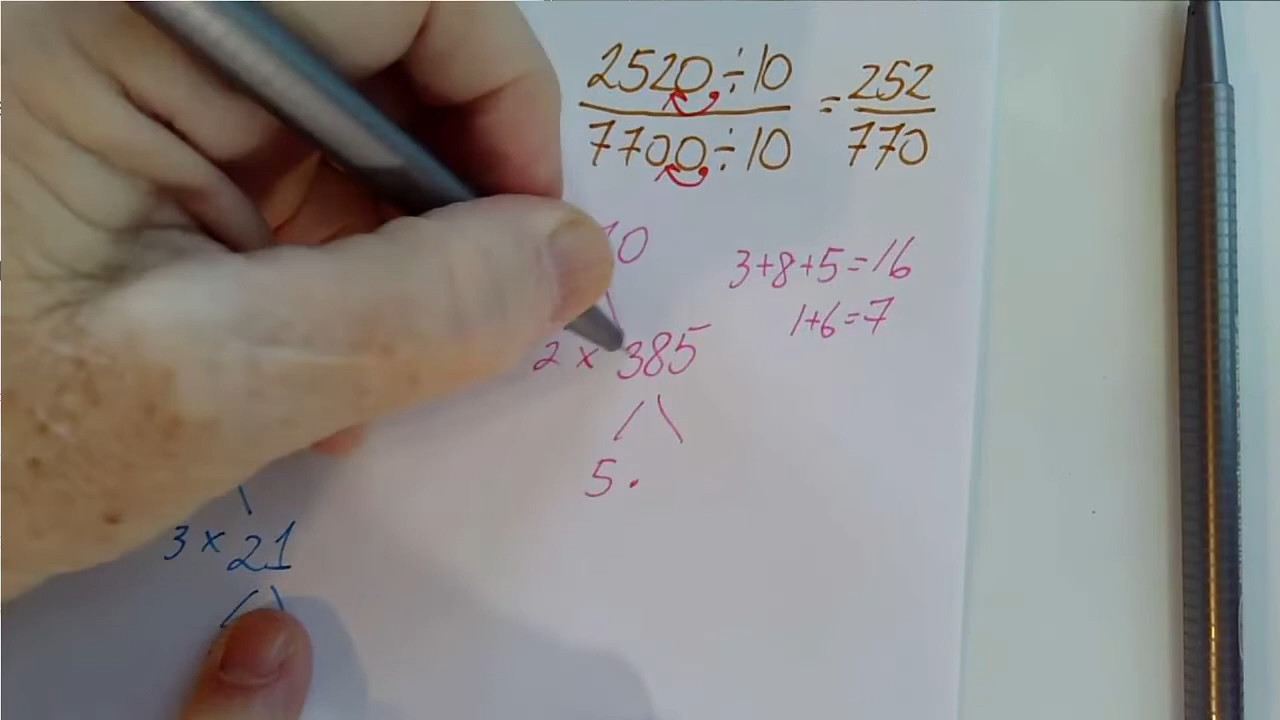 2520 ÷ 10 = 252
7700 ÷ 10 770
3+8+5=16
1+6=7
2 x 385
5 ·
3 x 21